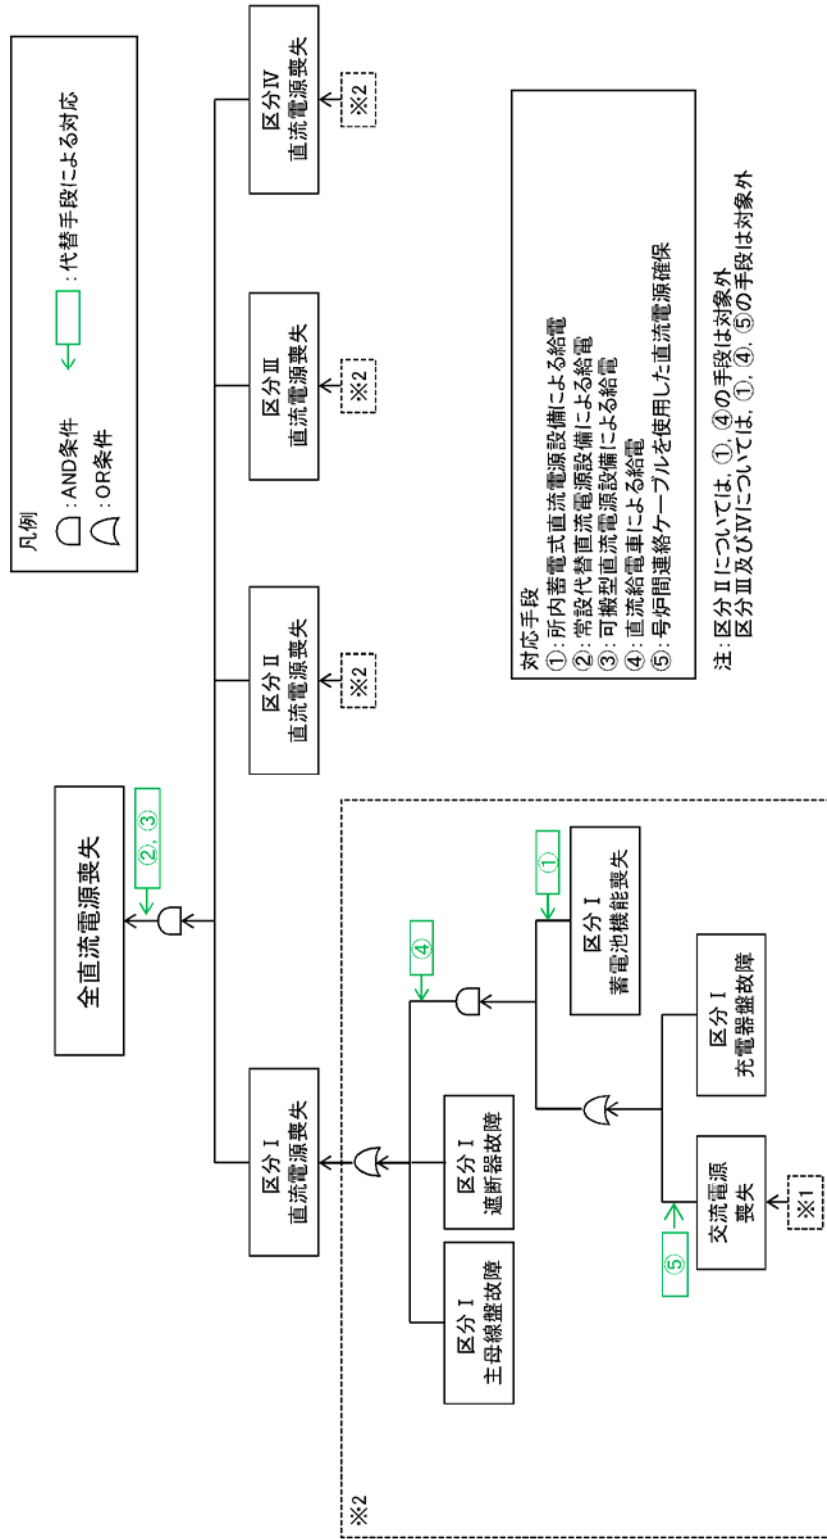 凡例
:AND条件
:OR条件
:代替手段による対応
全直流電源喪失
②, ③
区分Ⅰ
直流電源喪失
区分Ⅱ
直流電源喪失
区分Ⅲ
直流電源喪失
区分Ⅳ
直流電源喪失
※2
※2
※2
※2
④
区分Ⅰ
主母線盤故障
区分Ⅰ
遮断器故障
①
区分Ⅰ
蓄電池機能喪失
⑤
交流電源
喪失
区分Ⅰ
充電器盤故障
※1
対応手段
①:所内蓄電式直流電源設備による給電
②:常設代替直流電源設備による給電
③:可搬型直流電源設備による給電
④:直流給電車による給電
⑤:号炉間連絡ケーブルを使用した直流電源確保
注:区分Ⅱについては, ①, ④の手段は対象外
区分Ⅲ及びⅣについては, ①, ④, ⑤の手段は対象外